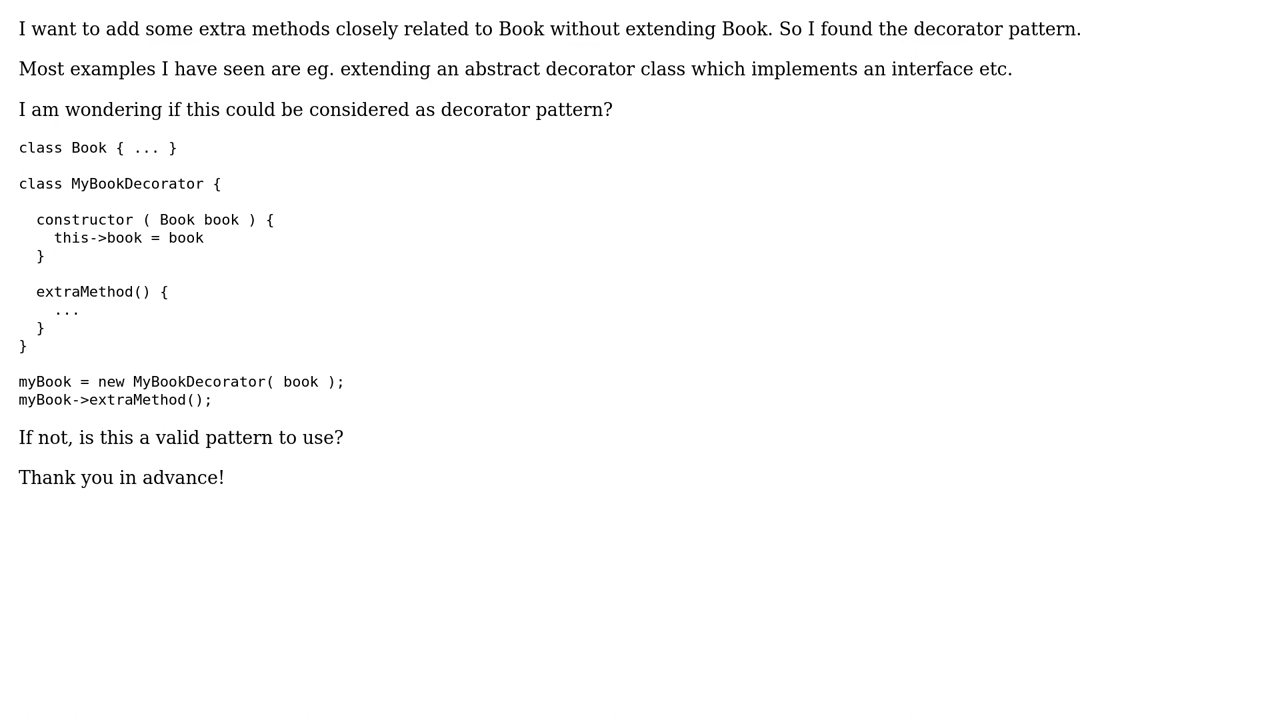 I want to add some extra methods closely related to Book without extending Book. So I found the decorator pattern.
Most examples I have seen are eg. extending an abstract decorator class which implements an interface etc.
I am wondering if this could be considered as decorator pattern?
class Book { ... }
class MyBookDecorator {
  constructor ( Book book ) {
    this->book = book
  }
  extraMethod() {
    ...
  }
}
myBook = new MyBookDecorator( book );
myBook->extraMethod();
If not, is this a valid pattern to use?
Thank you in advance!